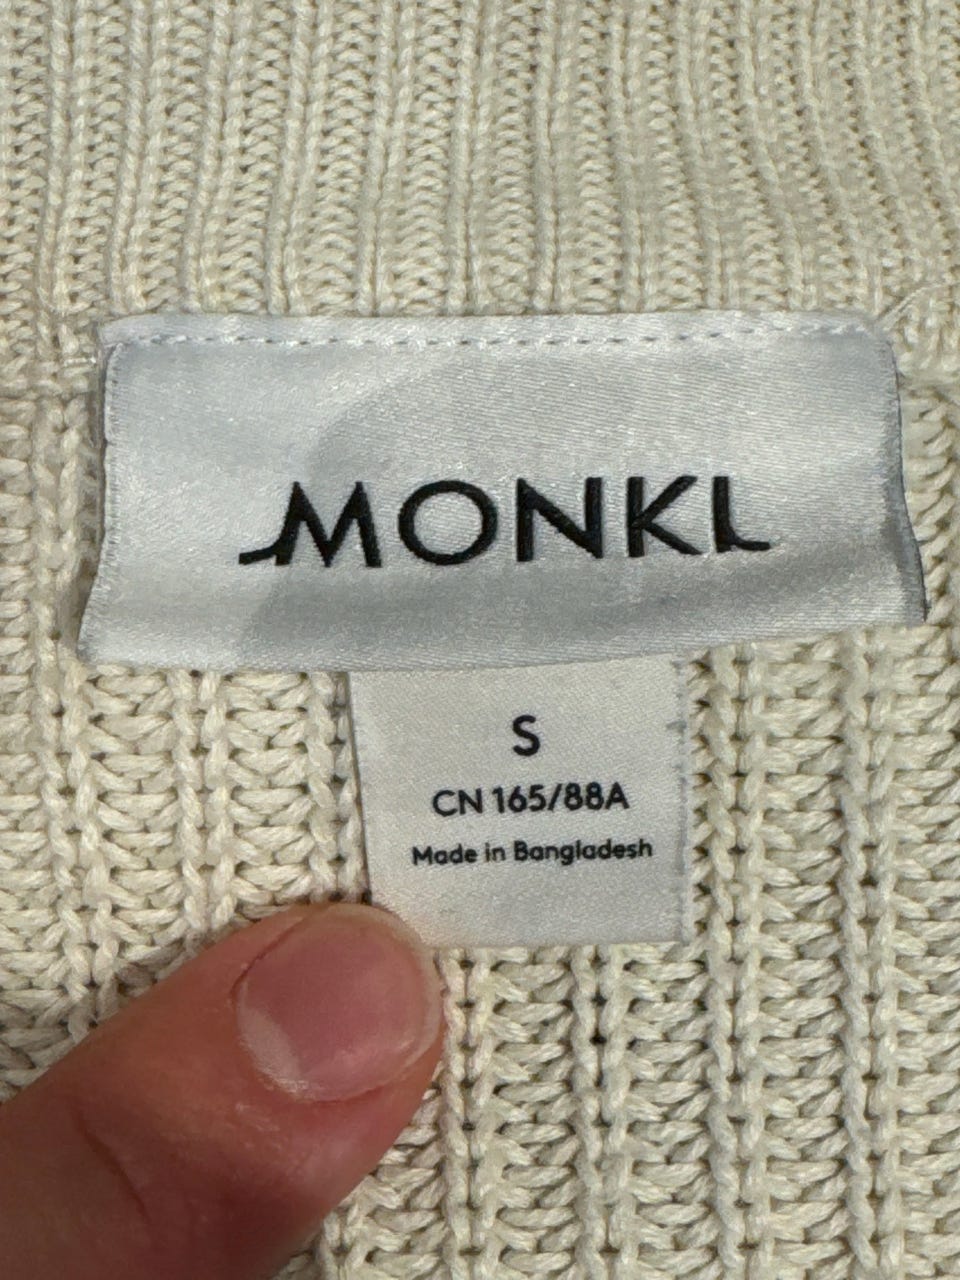 MONKI
S
CN 165/88A
Made in Bangladesh